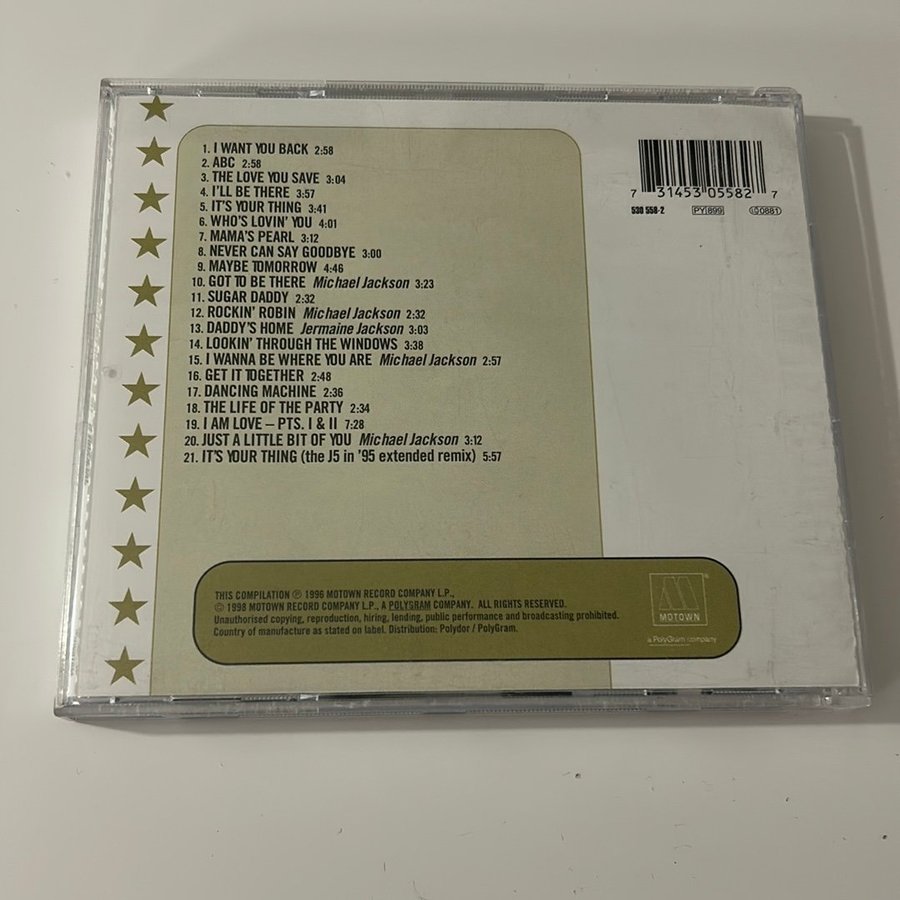 1. I WANT YOU BACK 2:58
2. ABC 2:58
3. THE LOVE YOU SAVE 3:04
4. I'LL BE THERE 3:57
5. IT'S YOUR THING 3:41
6. WHO'S LOVIN' YOU 4:01
7. MAMA'S PEARL 3:12
8. NEVER CAN SAY GOODBYE 3:00
9. MAYBE TOMORROW 4:46
10. GOT TO BE THERE Michael Jackson 3:23
11. SUGAR DADDY 2:32
12. ROCKIN' ROBIN Michael Jackson 2:32
13. DADDY'S HOME Jermaine Jackson 3:03
14. LOOKIN' THROUGH THE WINDOWS 3:38
15. I WANNA BE WHERE YOU ARE Michael Jackson 2:57
16. GET IT TOGETHER 2:48
17. DANCING MACHINE 2:36
18. THE LIFE OF THE PARTY 2:34
19. I AM LOVE – PTS. I & II 7:28
20. JUST A LITTLE BIT OF YOU Michael Jackson 3:12
21. IT'S YOUR THING (the J5 in '95 extended remix) 5:57
7 31453 05582 7
530 558-2 PY 899 LC 0881
THIS COMPILATION ℗ 1996 MOTOWN RECORD COMPANY L.P.,
© 1998 MOTOWN RECORD COMPANY L.P., A POLYGRAM COMPANY. ALL RIGHTS RESERVED.
Unauthorised copying, reproduction, hiring, lending, public performance and broadcasting prohibited.
Country of manufacture as stated on label. Distribution: Polydor / PolyGram.
M
MOTOWN
a PolyGram company